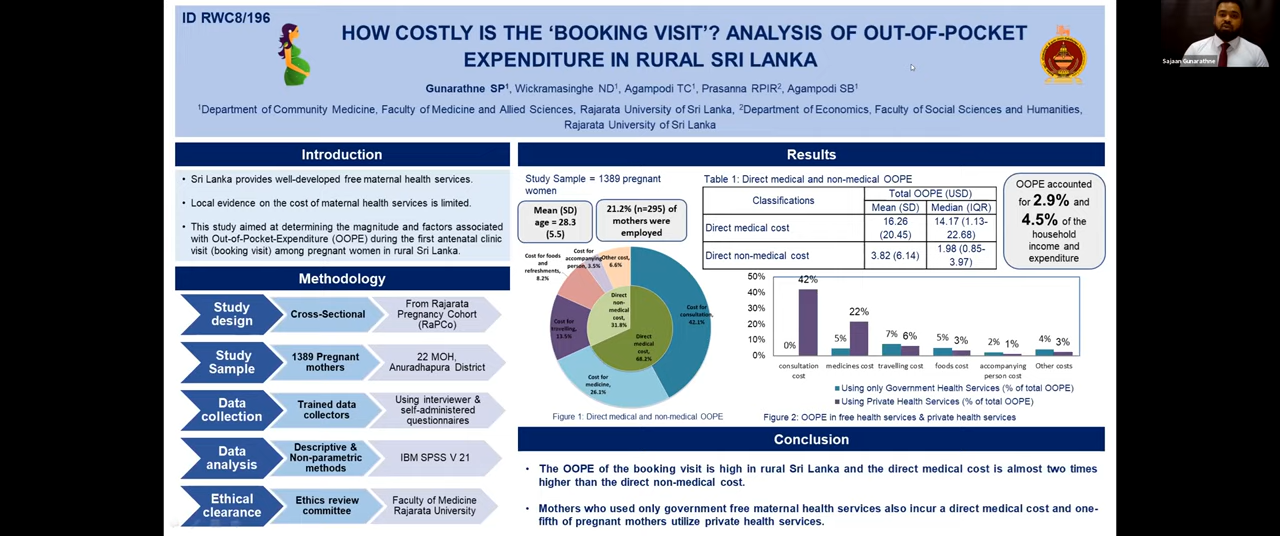 ID RWC8/196
HOW COSTLY IS THE ‘BOOKING VISIT’? ANALYSIS OF OUT-OF-POCKET
EXPENDITURE IN RURAL SRI LANKA
Gunarathne SP¹, Wickramasinghe ND¹, Agampodi TC¹, Prasanna RPIR², Agampodi SB¹
¹Department of Community Medicine, Faculty of Medicine and Allied Sciences, Rajarata University of Sri Lanka, ²Department of Economics, Faculty of Social Sciences and Humanities,
Rajarata University of Sri Lanka
Sajaan Gunarathne
Introduction
• Sri Lanka provides well-developed free maternal health services.
• Local evidence on the cost of maternal health services is limited.
• This study aimed at determining the magnitude and factors associated
with Out-of-Pocket-Expenditure (OOPE) during the first antenatal clinic
visit (booking visit) among pregnant women in rural Sri Lanka.
Methodology
Study
design
Cross-Sectional
From Rajarata
Pregnancy Cohort
(RaPCo)
Study
Sample
1389 Pregnant
mothers
22 MOH,
Anuradhapura District
Data
collection
Trained data
collectors
Using interviewer &
self-administered
questionnaires
Data
analysis
Descriptive &
Non-parametric
methods
IBM SPSS V 21
Ethical
clearance
Ethics review
committee
Faculty of Medicine
Rajarata University
Results
Study Sample = 1389 pregnant
women
Mean (SD)
age = 28.3
(5.5)
21.2% (n=295) of
mothers were
employed
Cost for foods
and
refreshments,
8.2%
Cost for
accompanying
person, 3.5%
Other cost,
6.6%
Cost for
travelling,
13.5%
Direct
non-
medical
cost,
31.8%
Cost for
consultation,
42.1%
Direct
medical
cost,
68.2%
Cost for
medicine,
26.1%
Figure 1: Direct medical and non-medical OOPE
Table 1: Direct medical and non-medical OOPE
Classifications
Total OOPE (USD)
Mean (SD)
Median (IQR)
Direct medical cost
16.26
(20.45)
14.17 (1.13-
22.68)
Direct non-medical cost
3.82 (6.14)
1.98 (0.85-
3.97)
OOPE accounted
for 2.9% and
4.5% of the
household
income and
expenditure
50%
40%
30%
20%
10%
0%
0%
42%
5%
22%
7%
6%
5%
3%
2%
1%
4%
3%
consultation
cost
medicines cost
travelling cost
foods cost
accompanying
person cost
Other costs
Using only Government Health Services (% of total OOPE)
Using Private Health Services (% of total OOPE)
Figure 2: OOPE in free health services & private health services
Conclusion
• The OOPE of the booking visit is high in rural Sri Lanka and the direct medical cost is almost two times
higher than the direct non-medical cost.
• Mothers who used only government free maternal health services also incur a direct medical cost and one-
fifth of pregnant mothers utilize private health services.